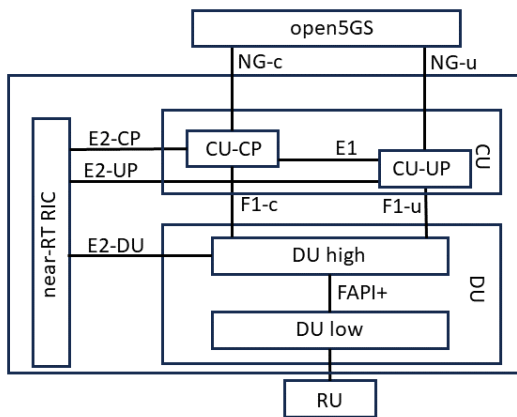 open5GS
NG-c
NG-u
E2-CP
CU-CP
E1
CU
E2-UP
CU-UP
F1-c
F1-u
near-RT RIC
E2-DU
DU high
DU
FAPI+
DU low
RU